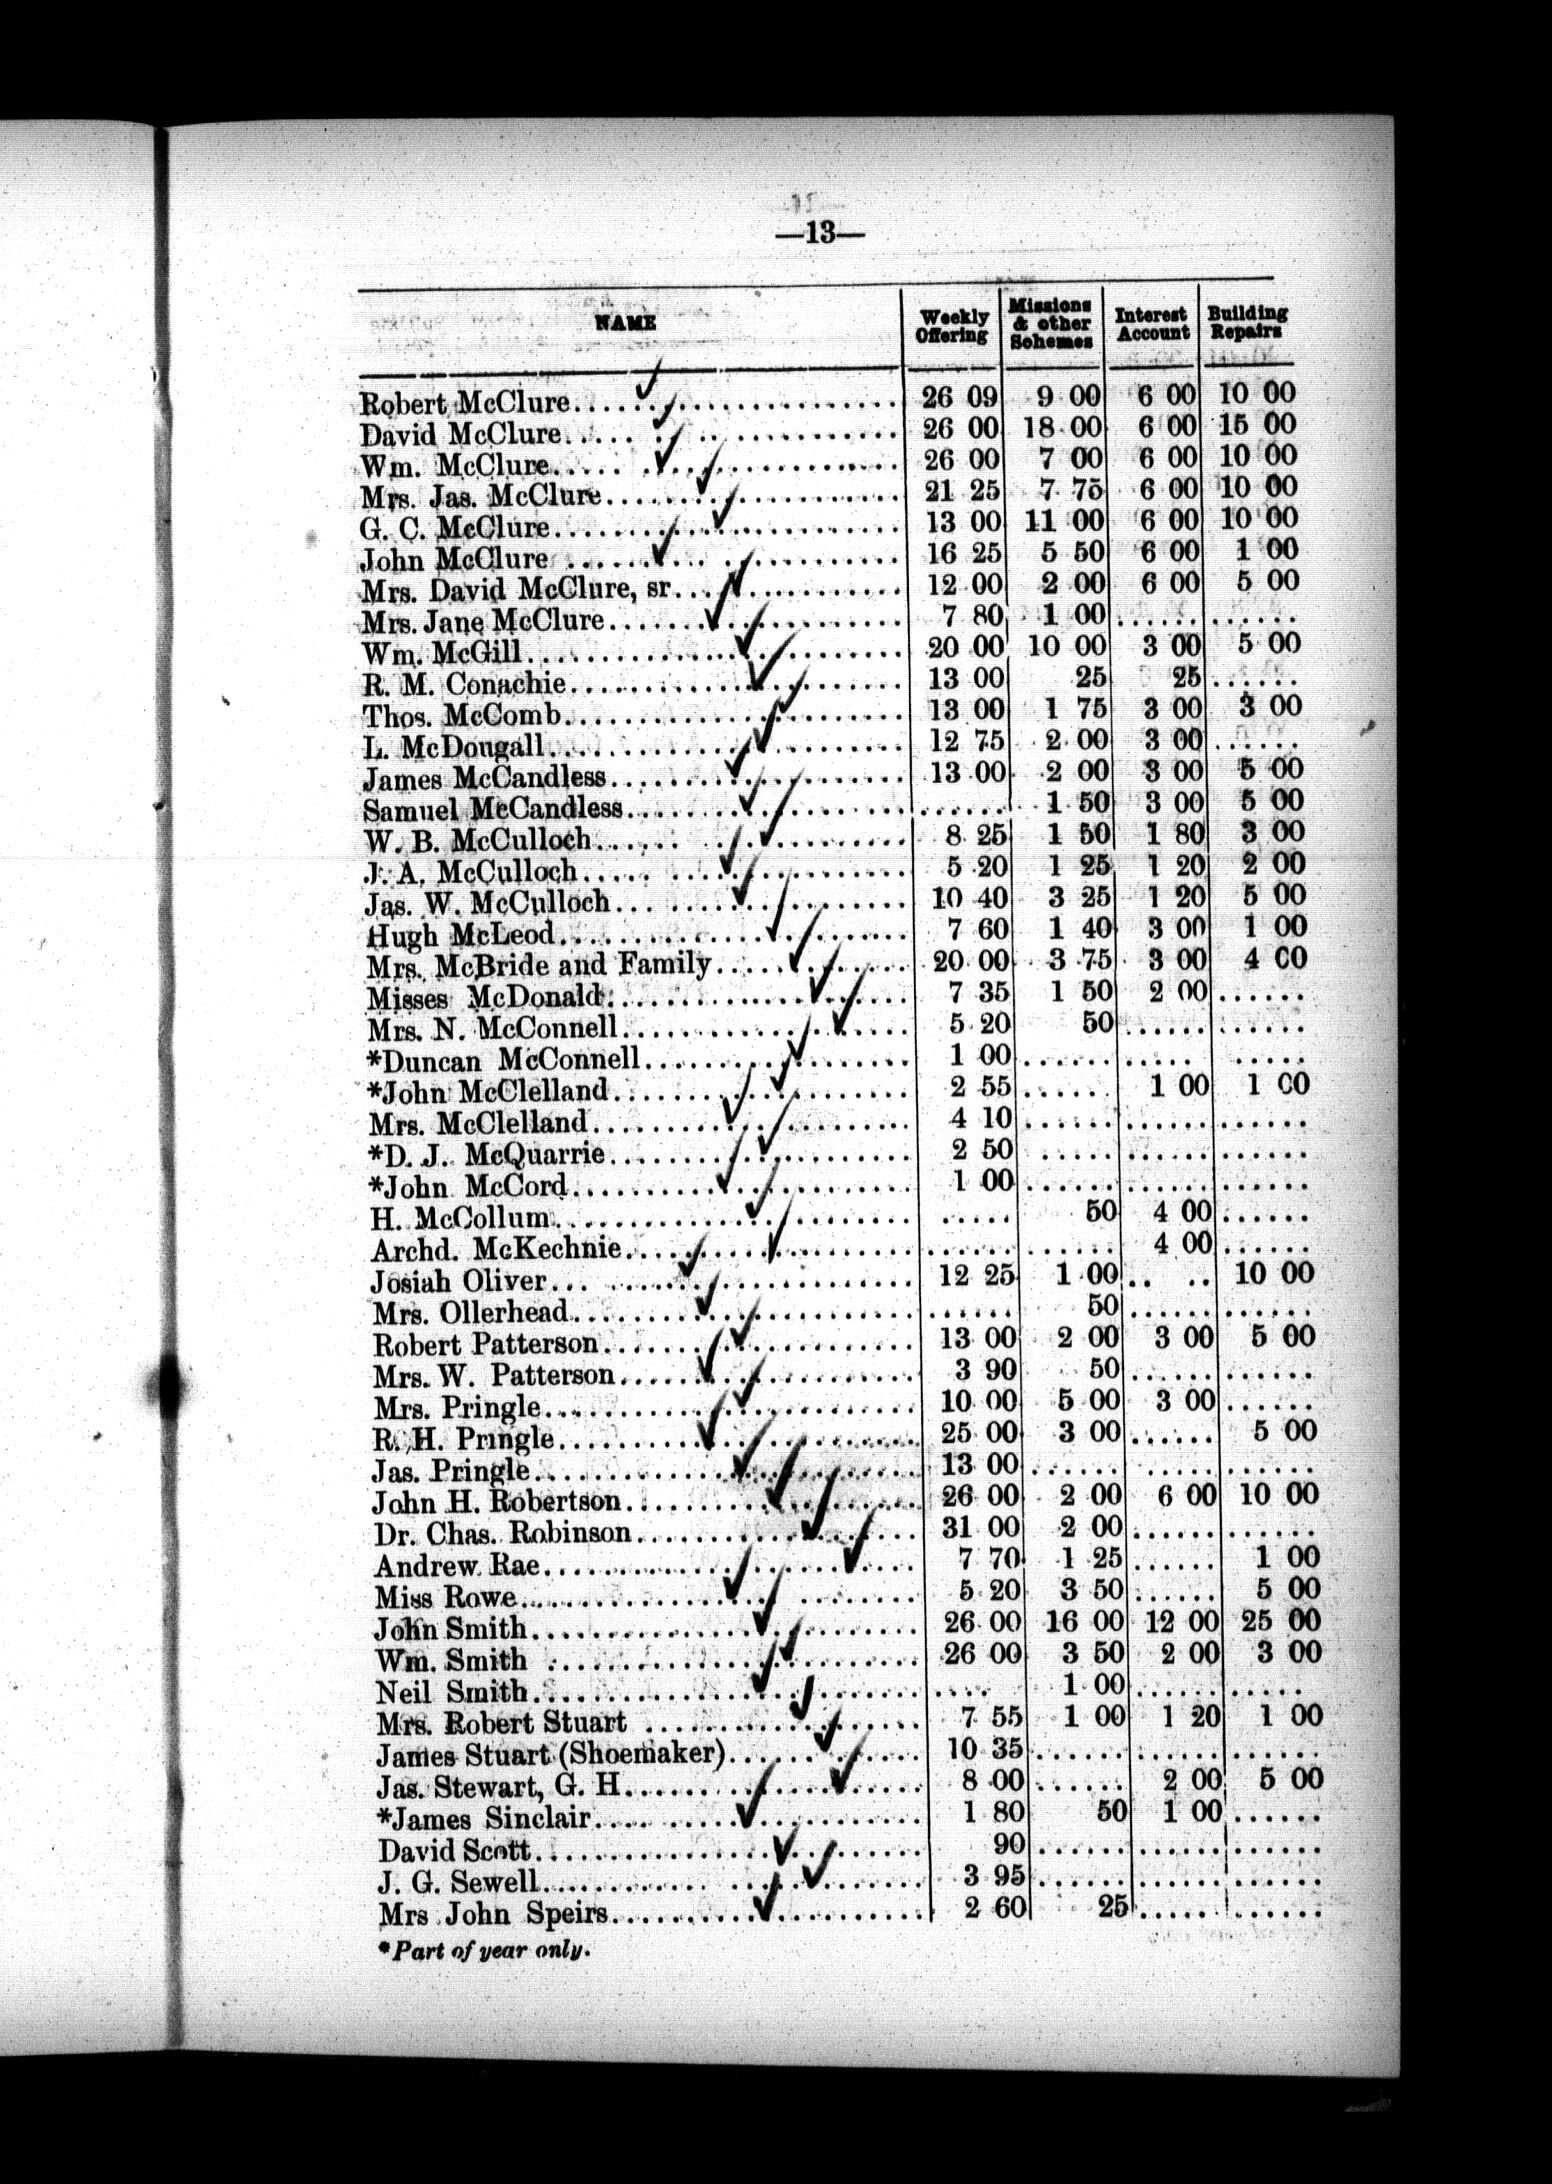 —13—
NAME Weekly Offering Missions & other Schemes Interest Account Building Repairs
Robert McClure.............................. 26 09 9 00 6 00 10 00
David McClure..... .. .............. 26 00 18 00 6 00 15 00
Wm. McClure..... ................. 26 00 7 00 6 00 10 00
Mrs. Jas. McClure.................... 21 25 7 75 6 00 10 00
G. C. McClure........................ 13 00 11 00 6 00 10 00
John McClure ....... ............ 16 25 5 50 6 00 1 00
Mrs. David McClure, sr............... 12 00 2 00 6 00 5 00
Mrs. Jane McClure.................... 7 80 1 00 ...... ......
Wm. McGill.......................... 20 00 10 00 3 00 5 00
R. M. Conachie....................... 13 00 25 25 ......
Thos. McComb........................ 13 00 1 75 3 00 3 00
L. McDougall......................... 12 75 2 00 3 00 ......
James McCandless.................... 13 00 2 00 3 00 5 00
Samuel McCandless................... ...... 1 50 3 00 5 00
W. B. McCulloch...... .............. 8 25 1 50 1 80 3 00
J. A. McCulloch..... ............... 5 20 1 25 1 20 2 00
Jas. W. McCulloch... ................ 10 40 3 25 1 20 5 00
Hugh McLeod........................ 7 60 1 40 3 00 1 00
Mrs. McBride and Family............. 20 00 3 75 3 00 4 00
Misses McDonald..................... 7 35 1 50 2 00 ......
Mrs. N. McConnell................... 5 20 50 ...... ......
*Duncan McConnell.................. 1 00 ...... ..... .....
*John McClelland.................... 2 55 ...... 1 00 1 00
Mrs. McClelland...................... 4 10 ...... ...... ......
*D. J. McQuarrie..................... 2 50 ..... ...... ......
*John McCord........................ 1 00 ...... ...... ......
H. McCollum......................... ..... 50 4 00 ......
Archd. McKechnie.................... ...... ...... 4 00 ......
Josiah Oliver... ..................... 12 25 1 00 .. .. 10 00
Mrs. Ollerhead....................... ...... 50 ...... ......
Robert Patterson..................... 13 00 2 00 3 00 5 00
Mrs. W. Patterson.................... 3 90 50 ...... ......
Mrs. Pringle.......................... 10 00 5 00 3 00 ......
R. H. Pringle......................... 25 00 3 00 ...... 5 00
Jas. Pringle........................... 13 00 ...... ...... ......
John H. Robertson.................... 26 00 2 00 6 00 10 00
Dr. Chas. Robinson................... 31 00 2 00 ...... ......
Andrew Rae.......................... 7 70 1 25 ...... 1 00
Miss Rowe................ ........ 5 20 3 50 ...... 5 00
John Smith........................... 26 00 16 00 12 00 25 00
Wm. Smith ......................... 26 00 3 50 2 00 3 00
Neil Smith........................... .... 1 00 ...... .....
Mrs. Robert Stuart .................. 7 55 1 00 1 20 1 00
James Stuart (Shoemaker)............. 10 35 ...... ...... ......
Jas. Stewart, G. H.................... 8 00 ...... 2 00 5 00
*James Sinclair.... ................. 1 80 50 1 00 ......
David Scott.......................... 90 ...... ...... ......
J. G. Sewell........... ............. 3 95 ...... ...... ......
Mrs John Speirs...................... 2 60 25 ...... ......
*Part of year only.